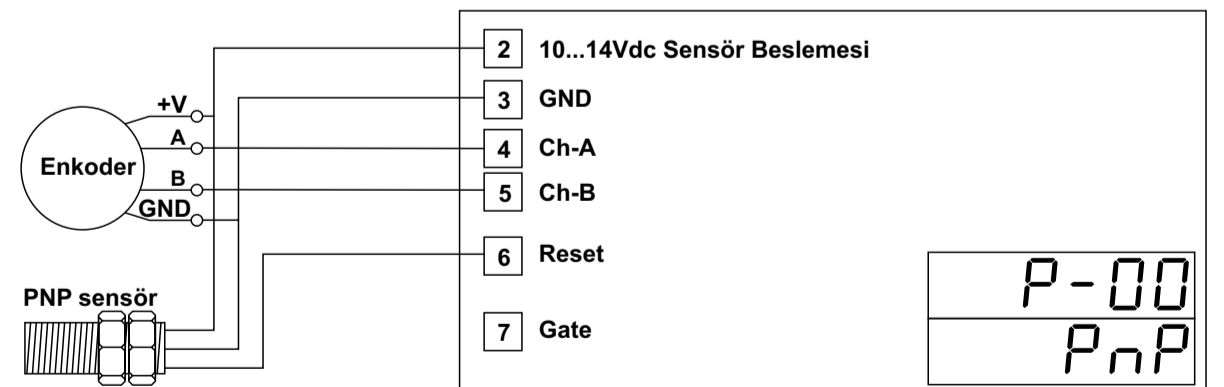 2 10...14Vdc Sensör Beslemesi
+V
3 GND
A
4 Ch-A
Enkoder
B
5 Ch-B
GND
6 Reset
PNP sensör
7 Gate
P-00
PnP